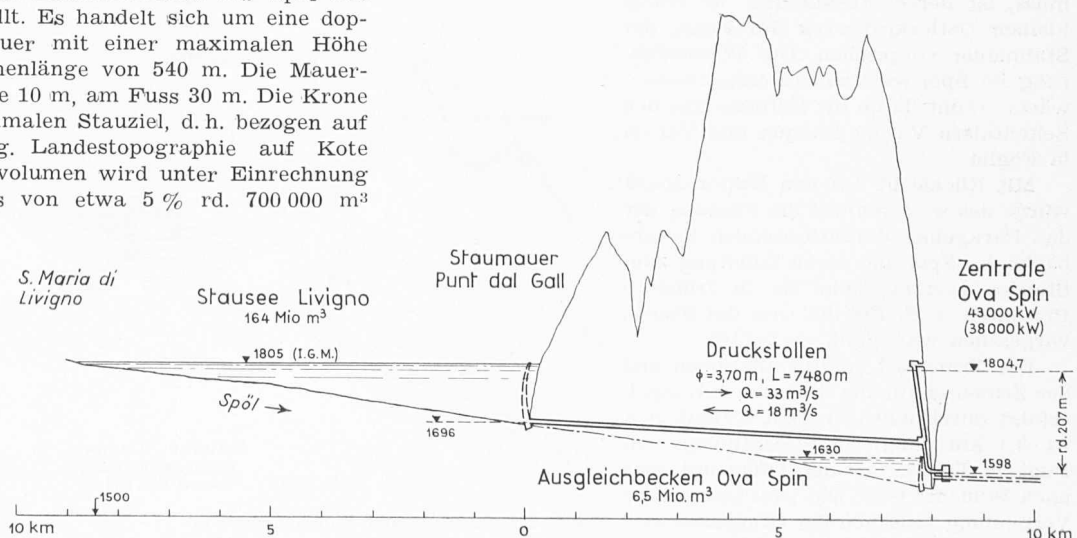 llt. Es handelt sich um eine dop-
uer mit einer maximalen Höhe
nenlänge von 540 m. Die Mauer-
e 10 m, am Fuss 30 m. Die Krone
malen Stauziel, d. h. bezogen auf
g. Landestopographie auf Kote
volumen wird unter Einrechnung
s von etwa 5 % rd. 700 000 m³
S. Maria di
Livigno
Stausee Livigno
164 Mio m³
1805 (I.G.M.)
Spöl
1696
1500
Staumauer
Punt dal Gall
Druckstollen
ϕ = 3,70 m, L = 7480 m
→ Q = 33 m³/s
← Q = 18 m³/s
1630
Ausgleichbecken Ova Spin
6,5 Mio. m³
Zentrale
Ova Spin
43 000 kW
(38 000 kW)
1804,7
rd. 207 m
1598
10 km 5 0 5 10 km